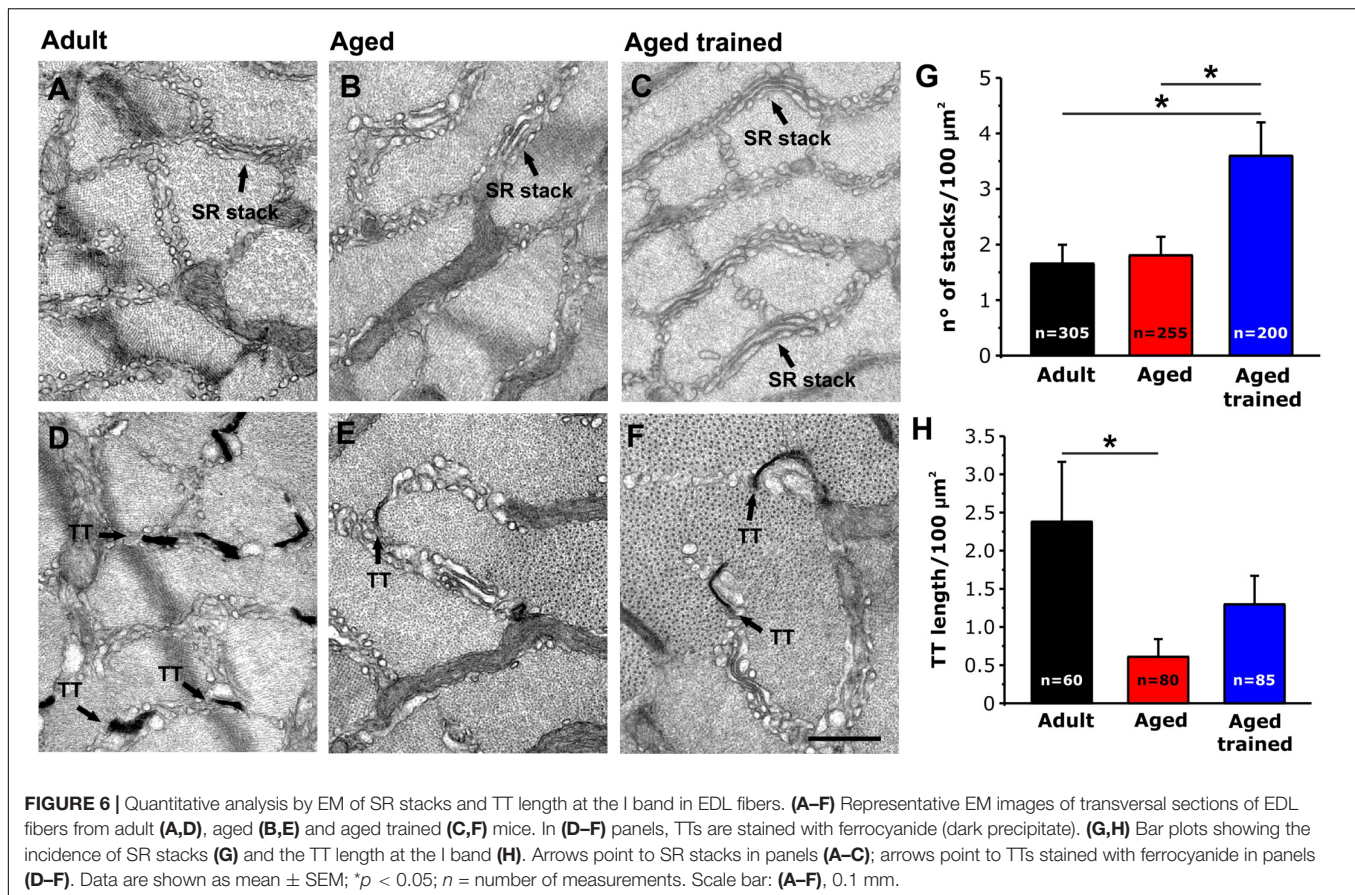 Adult
Aged
Aged trained
A
SR stack
B
SR stack
C
SR stack
SR stack
D
TT
TT
TT
E
TT
F
TT
TT
G
n° of stacks/100 µm²
5
4
3
2
1
0
*
*
n=305
n=255
n=200
Adult
Aged
Aged
trained
H
TT length/100 µm²
3.5
3.0
2.5
2.0
1.5
1.0
0.5
0
*
n=60
n=80
n=85
Adult
Aged
Aged
trained
FIGURE 6 | Quantitative analysis by EM of SR stacks and TT length at the I band in EDL fibers. (A–F) Representative EM images of transversal sections of EDL
fibers from adult (A,D), aged (B,E) and aged trained (C,F) mice. In (D–F) panels, TTs are stained with ferrocyanide (dark precipitate). (G,H) Bar plots showing the
incidence of SR stacks (G) and the TT length at the I band (H). Arrows point to SR stacks in panels (A–C); arrows point to TTs stained with ferrocyanide in panels
(D–F). Data are shown as mean ± SEM; *p < 0.05; n = number of measurements. Scale bar: (A–F), 0.1 mm.